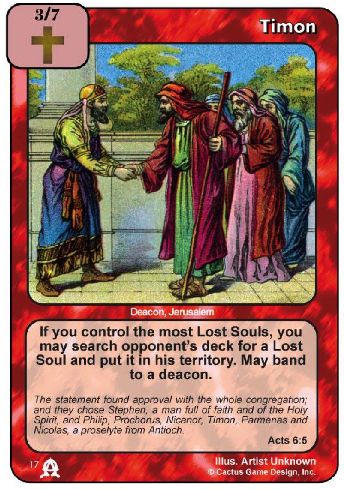 3/7
Timon
Deacon, Jerusalem
If you control the most Lost Souls, you
may search opponent's deck for a Lost
Soul and put it in his territory. May band
to a deacon.
The statement found approval with the whole congregation;
and they chose Stephen, a man full of faith and of the Holy
Spirit, and Philip, Prochorus, Nicanor, Timon, Parmenas and
Nicolas, a proselyte from Antioch.
Acts 6:5
17
Illus. Artist Unknown
© Cactus Game Design, Inc.